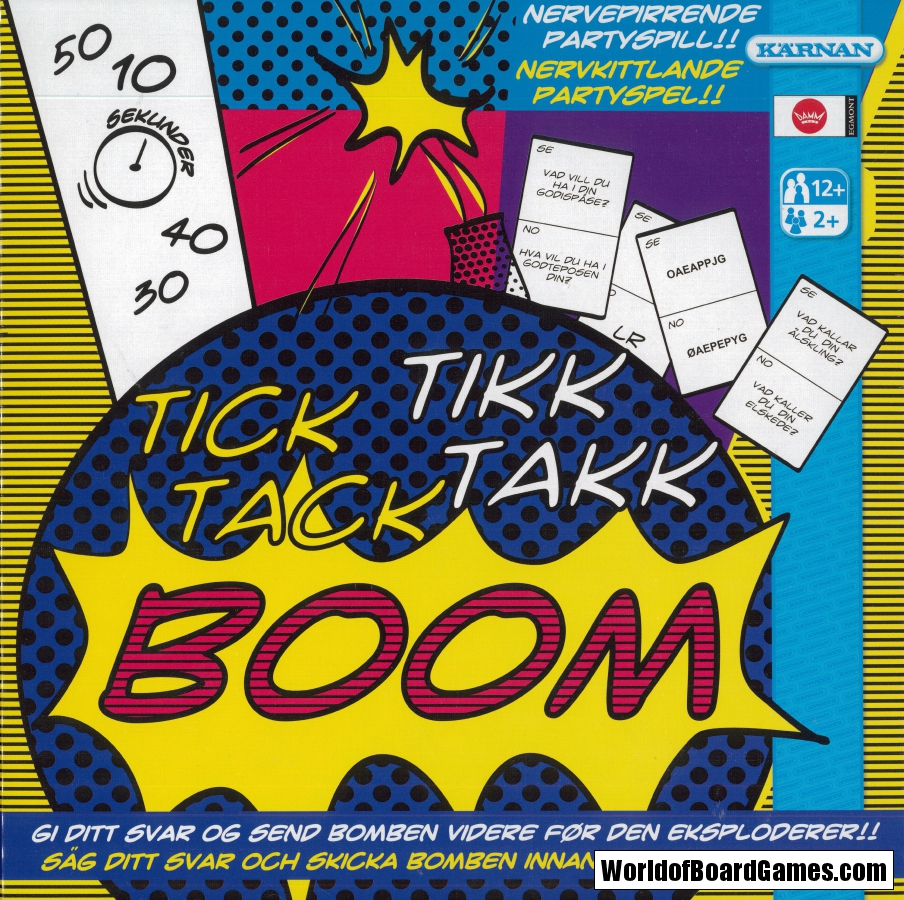 50 10
SEKUNDER
40
30
NERVEPIRRENDE
PARTYSPILL!!
NERVKITTLANDE
PARTYSPEL!!
KÄRNAN
DAMM
EGMONT
12+
2+
SE
VAD VILL DU
HA I DIN
GODISPÅSE?
NO
HVA VIL DU HA I
GODTEPOSEN
DIN?
SE
LR
SE
OAEAPPJG
NO
ØAEPEPYG
SE
VAD KALLAR
DU DIN
ÄLSKLING?
NO
VAD KALLER
DU DIN
ELSKEDE?
TICK
TACK
TIKK
TAKK
BOOM
GI DITT SVAR OG SEND BOMBEN VIDERE FØR DEN EKSPLODERER!!
SÄG DITT SVAR OCH SKICKA BOMBEN INNAN
WorldofBoardGames.com